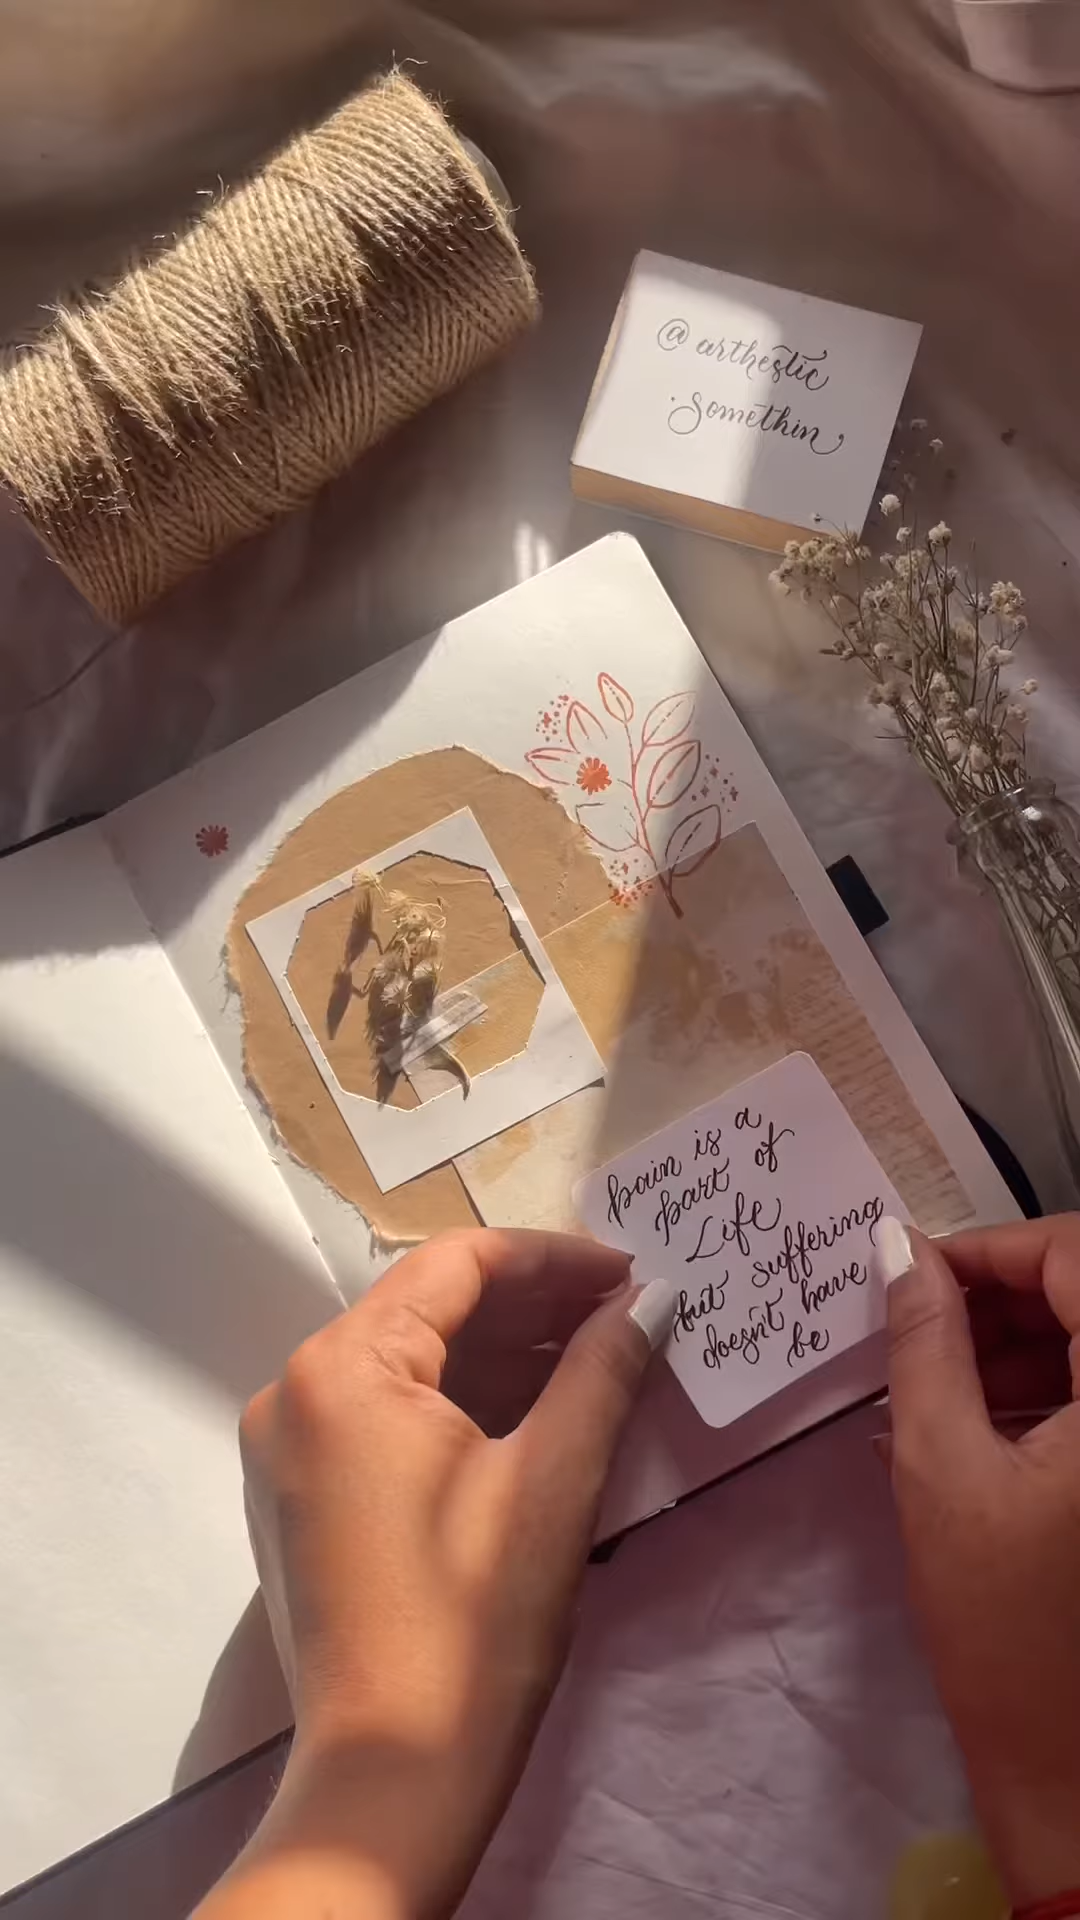 @arthestic
somethin
pain is a
part of
Life
but suffering
doesn't have
be